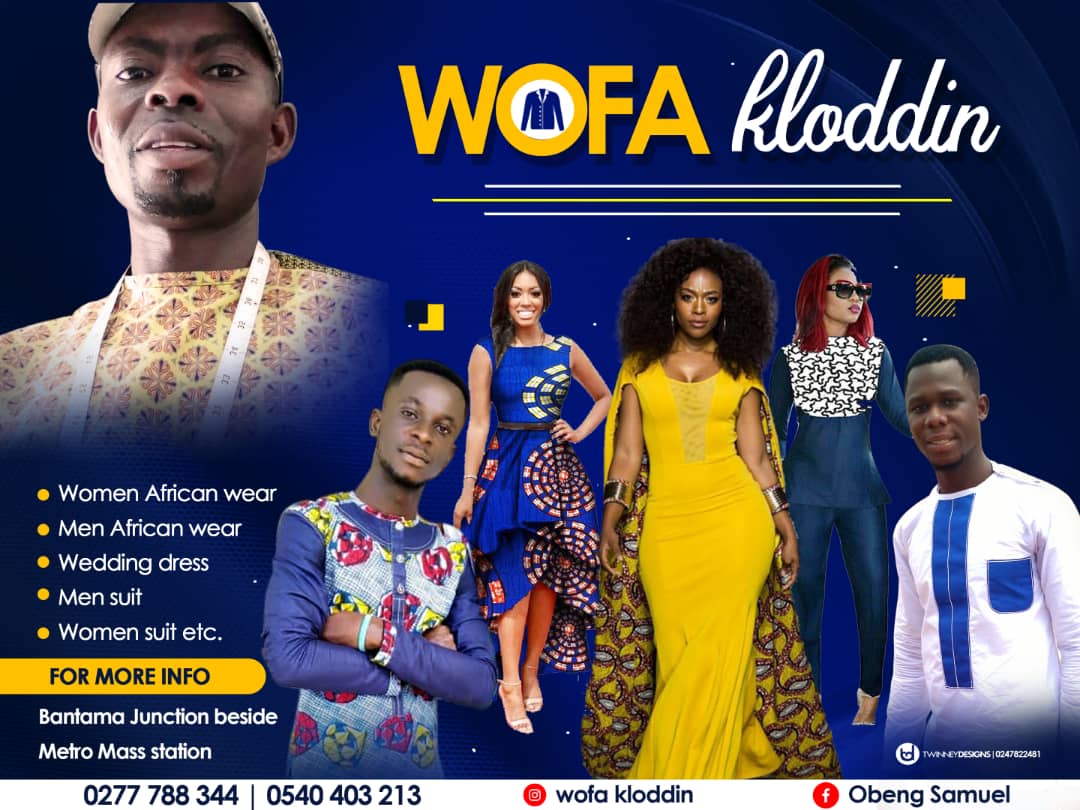 WOFA kloddin
Women African wear
Men African wear
Wedding dress
Men suit
Women suit etc.
FOR MORE INFO
Bantama Junction beside
Metro Mass station
TWINNEYDESIGNS | 0247822481
0277 788 344 | 0540 403 213
wofa kloddin
Obeng Samuel